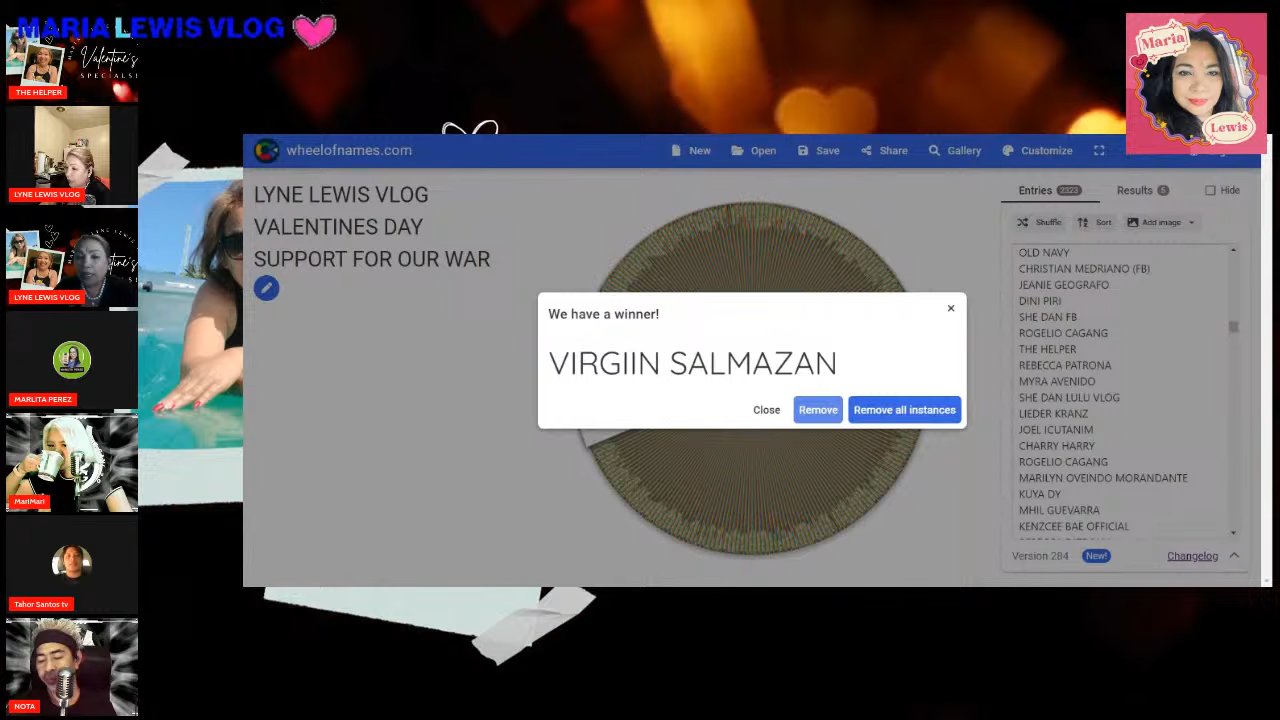 MARIA LEWIS VLOG
Valentine's
SPECIALS!
THE HELPER
LYNE LEWIS VLOG
LYNE LEWIS VLOG
MARLITA PEREZ
MariMari
Tahor Santos tv
NOTA
Maria
Lewis
wheelofnames.com
New
Open
Save
Share
Gallery
Customize
LYNE LEWIS VLOG
VALENTINES DAY
SUPPORT FOR OUR WAR
We have a winner!
VIRGIIN SALMAZAN
Close
Remove
Remove all instances
Entries 2323
Results 5
Hide
Shuffle
Sort
Add image
OLD NAVY
CHRISTIAN MEDRIANO (FB)
JEANIE GEOGRAFO
DINI PIRI
SHE DAN FB
ROGELIO CAGANG
THE HELPER
REBECCA PATRONA
MYRA AVENIDO
SHE DAN LULU VLOG
LIEDER KRANZ
JOEL ICUTANIM
CHARRY HARRY
ROGELIO CAGANG
MARILYN OVEINDO MORANDANTE
KUYA DY
MHIL GUEVARRA
KENZCEE BAE OFFICIAL
Version 284
New!
Changelog